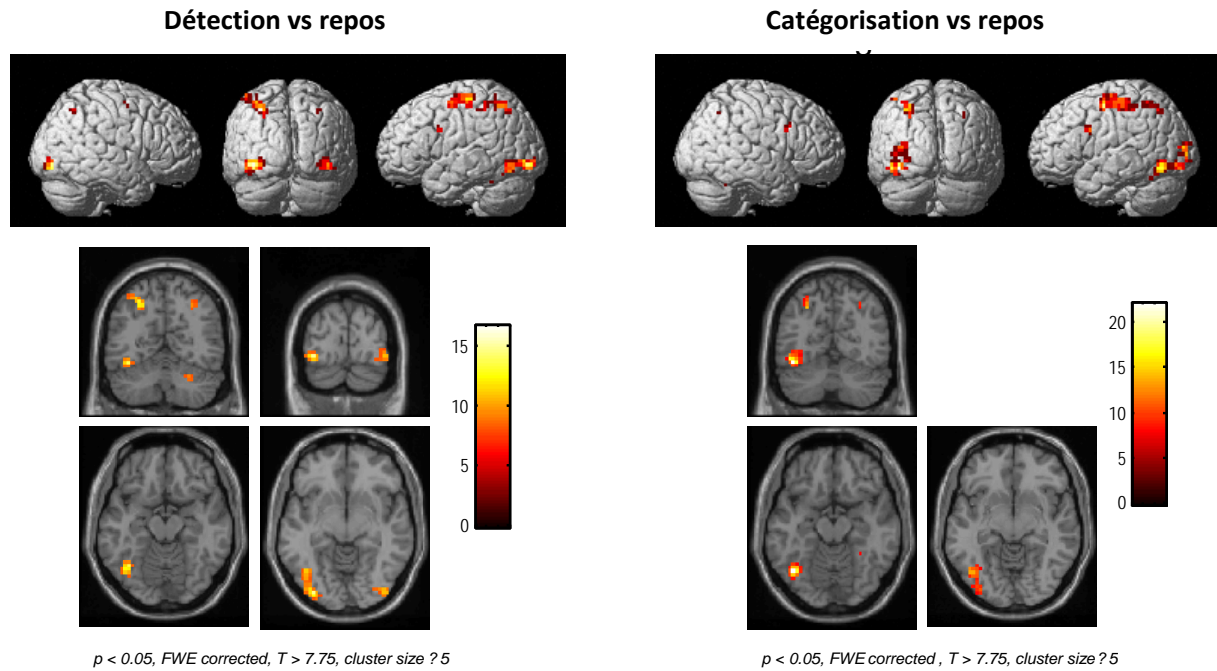 Détection vs repos
Catégorisation vs repos
15
10
5
0
20
15
10
5
0
p < 0.05, FWE corrected, T > 7.75, cluster size ? 5
p < 0.05, FWE corrected , T > 7.75, cluster size ? 5